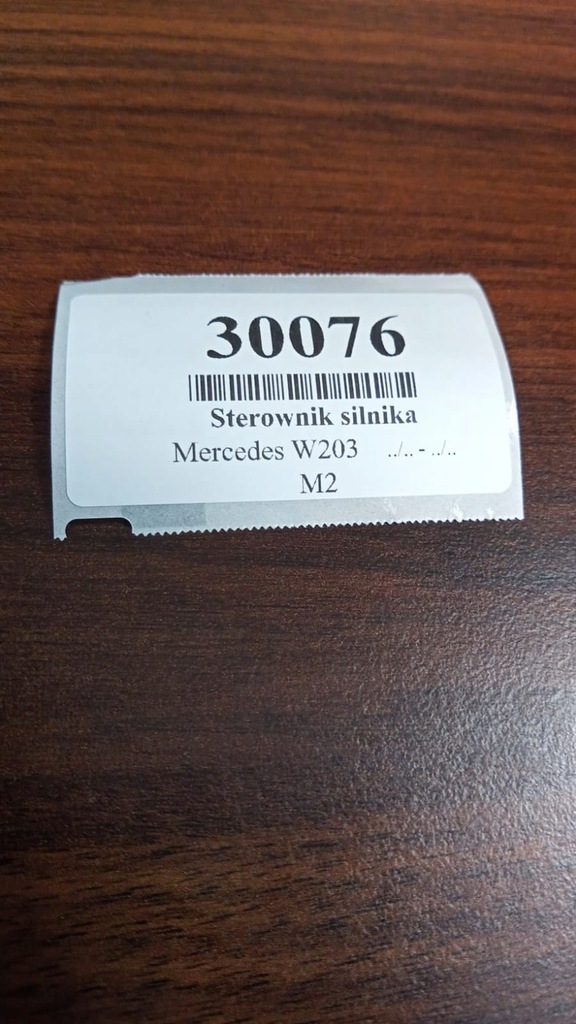 30076
Sterownik silnika
Mercedes W203 ../.. - ../..
M2